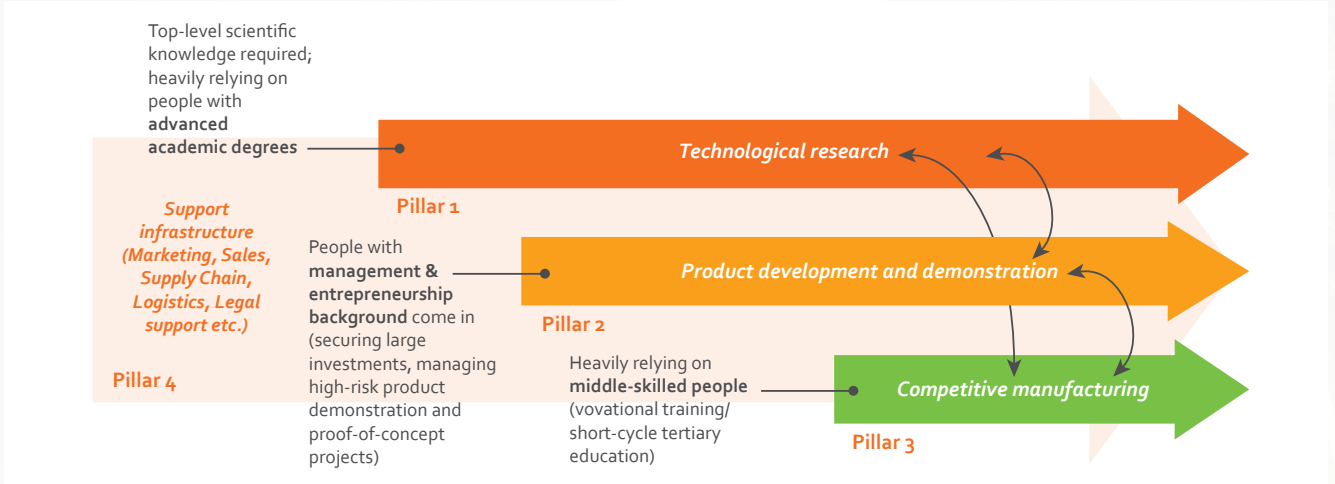 Top-level scientific
knowledge required;
heavily relying on
people with
advanced
academic degrees
Technological research
Pillar 1
Support
infrastructure
(Marketing, Sales,
Supply Chain,
Logistics, Legal
support etc.)
Pillar 4
People with
management &
entrepreneurship
background come in
(securing large
investments, managing
high-risk product
demonstration and
proof-of-concept
projects)
Product development and demonstration
Pillar 2
Heavily relying on
middle-skilled people
(vovational training/
short-cycle tertiary
education)
Competitive manufacturing
Pillar 3